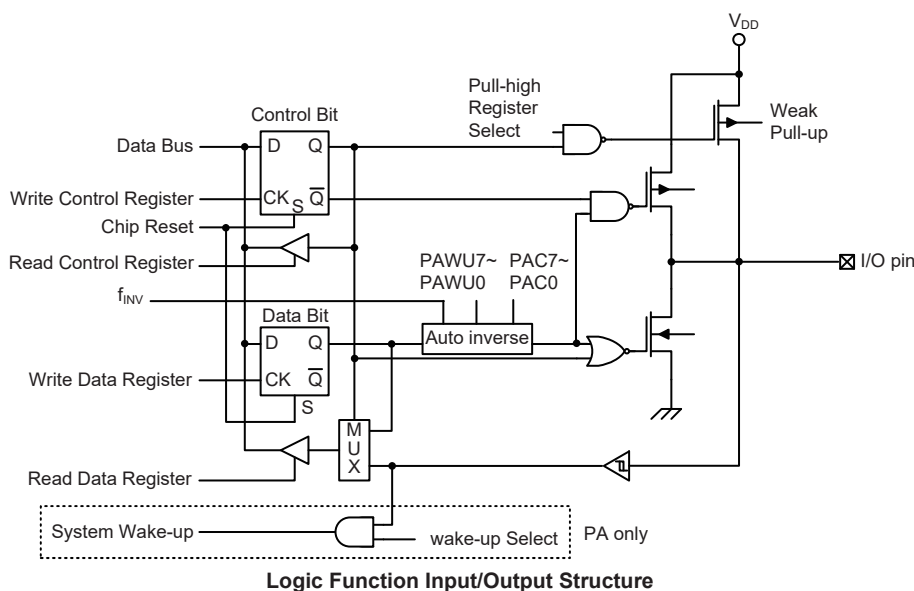 V_DD
Pull-high
Register
Select
Weak
Pull-up
Control Bit
Data Bus
D
Q
Write Control Register
CK
S
Q̅
Chip Reset
Read Control Register
I/O pin
PAWU7~
PAWU0
PAC7~
PAC0
f_INV
Data Bit
D
Q
Auto inverse
Write Data Register
CK
Q̅
S
M
U
X
Read Data Register
System Wake-up
wake-up Select
PA only
Logic Function Input/Output Structure